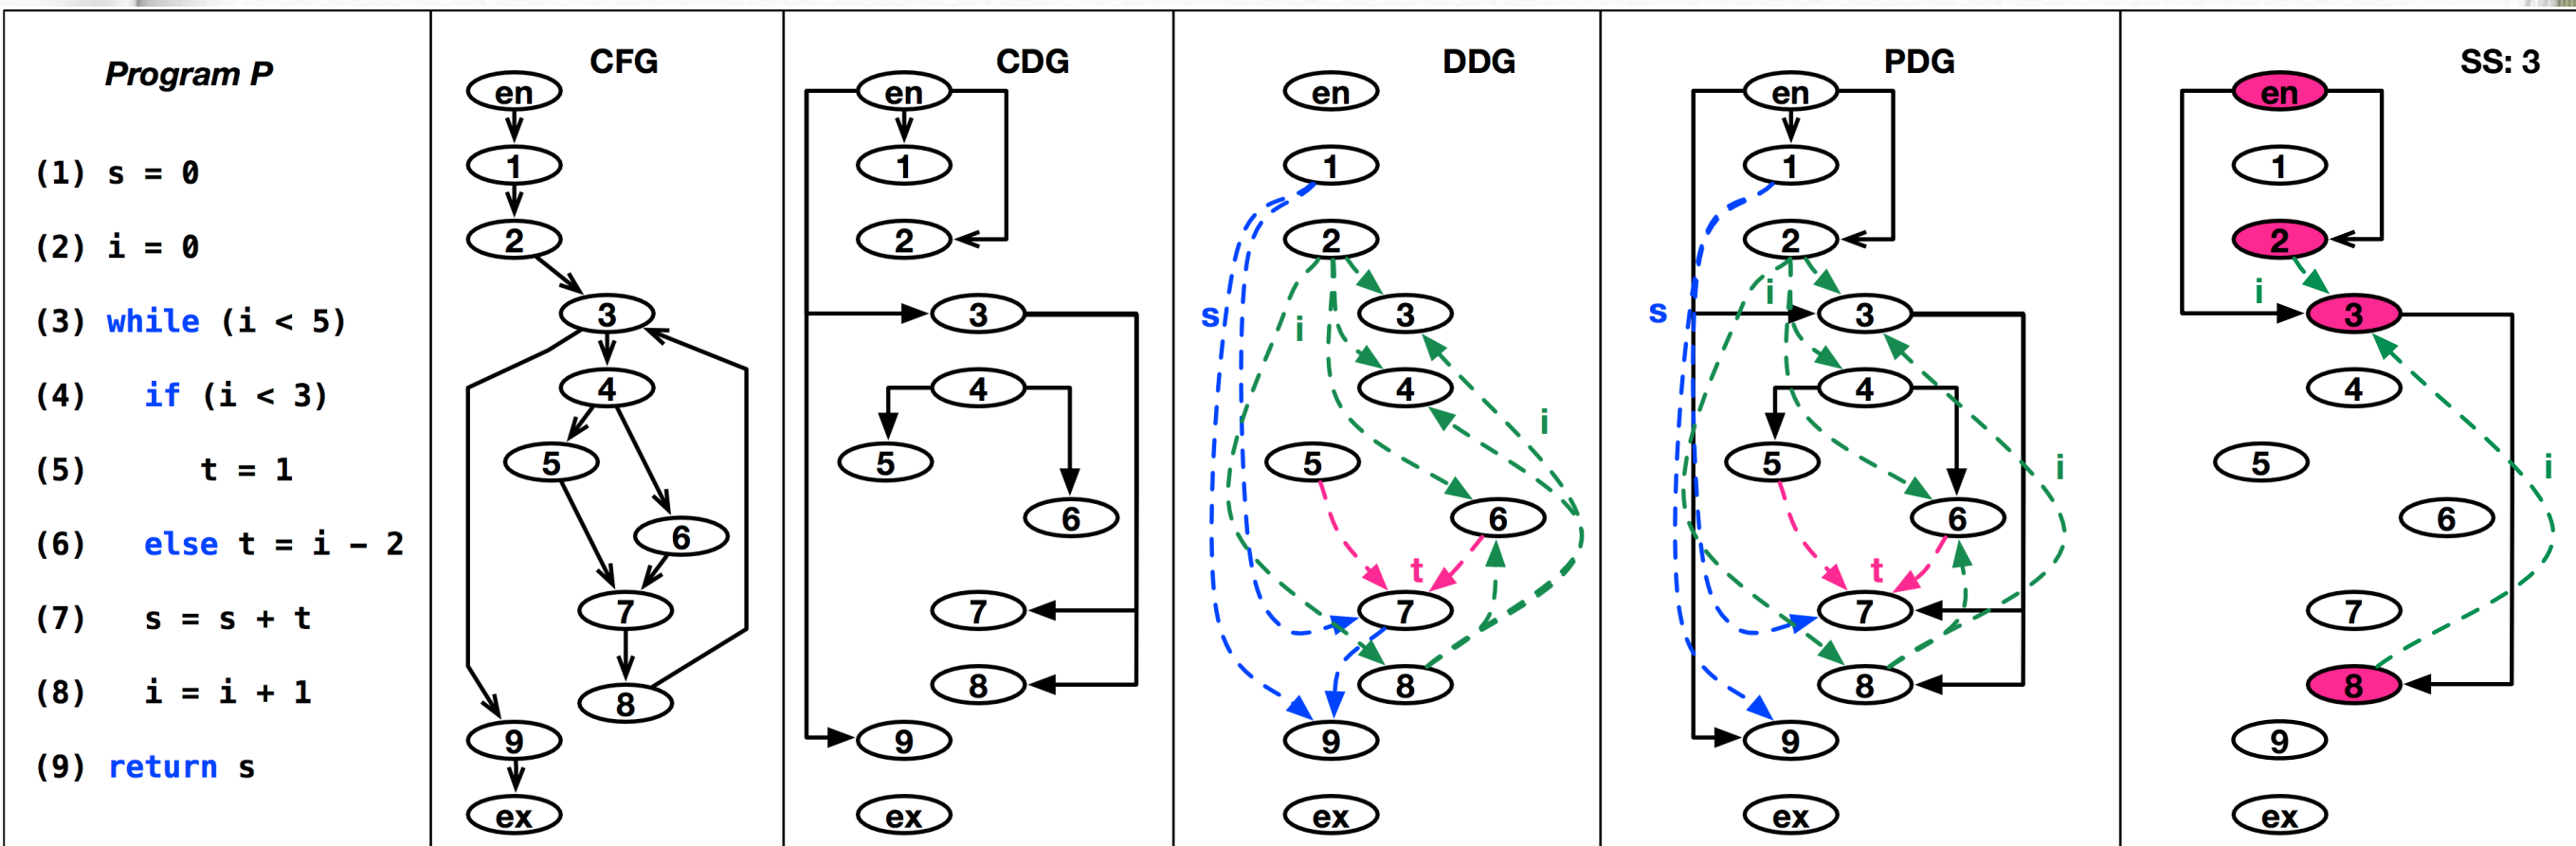 Program P
(1) s = 0
(2) i = 0
(3) while (i < 5)
(4) if (i < 3)
(5) t = 1
(6) else t = i - 2
(7) s = s + t
(8) i = i + 1
(9) return s
CFG
en
1
2
3
4
5
6
7
8
9
ex
CDG
en
1
2
3
4
5
6
7
8
9
ex
DDG
en
1
2
s
i
3
4
i
5
6
t
7
8
9
ex
PDG
en
1
2
i
s
3
4
5
i
6
t
7
8
9
ex
SS: 3
en
1
2
i
3
4
5
i
6
7
8
9
ex